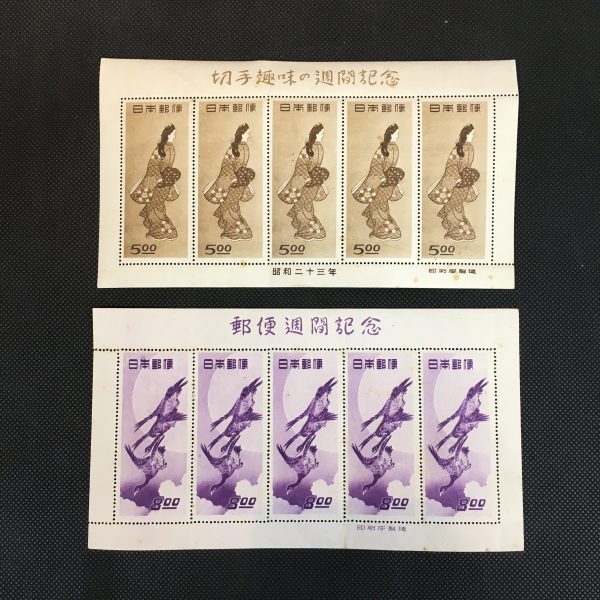 切手趣味の週間記念
日本郵便 日本郵便 日本郵便 日本郵便 日本郵便
5.00 5.00 5.00 5.00 5.00
昭和二十三年
印刷庁製造
郵便週間記念
日本郵便 日本郵便 日本郵便 日本郵便 日本郵便
8.00 8.00 8.00 8.00 8.00
印刷庁製造